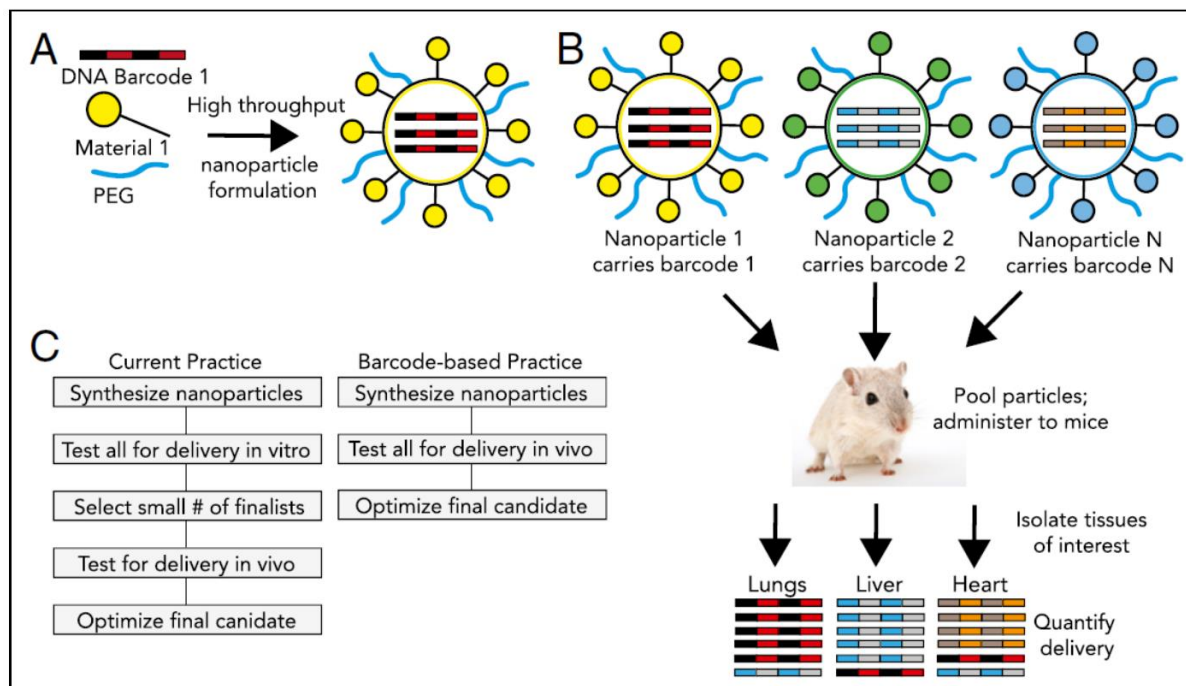 A
DNA Barcode 1
Material 1
PEG
High throughput
nanoparticle
formulation
B
Nanoparticle 1
carries barcode 1
Nanoparticle 2
carries barcode 2
Nanoparticle N
carries barcode N
Pool particles;
administer to mice
Isolate tissues
of interest
Lungs
Liver
Heart
Quantify
delivery
C
Current Practice
Synthesize nanoparticles
Test all for delivery in vitro
Select small # of finalists
Test for delivery in vivo
Optimize final canidate
Barcode-based Practice
Synthesize nanoparticles
Test all for delivery in vivo
Optimize final candidate